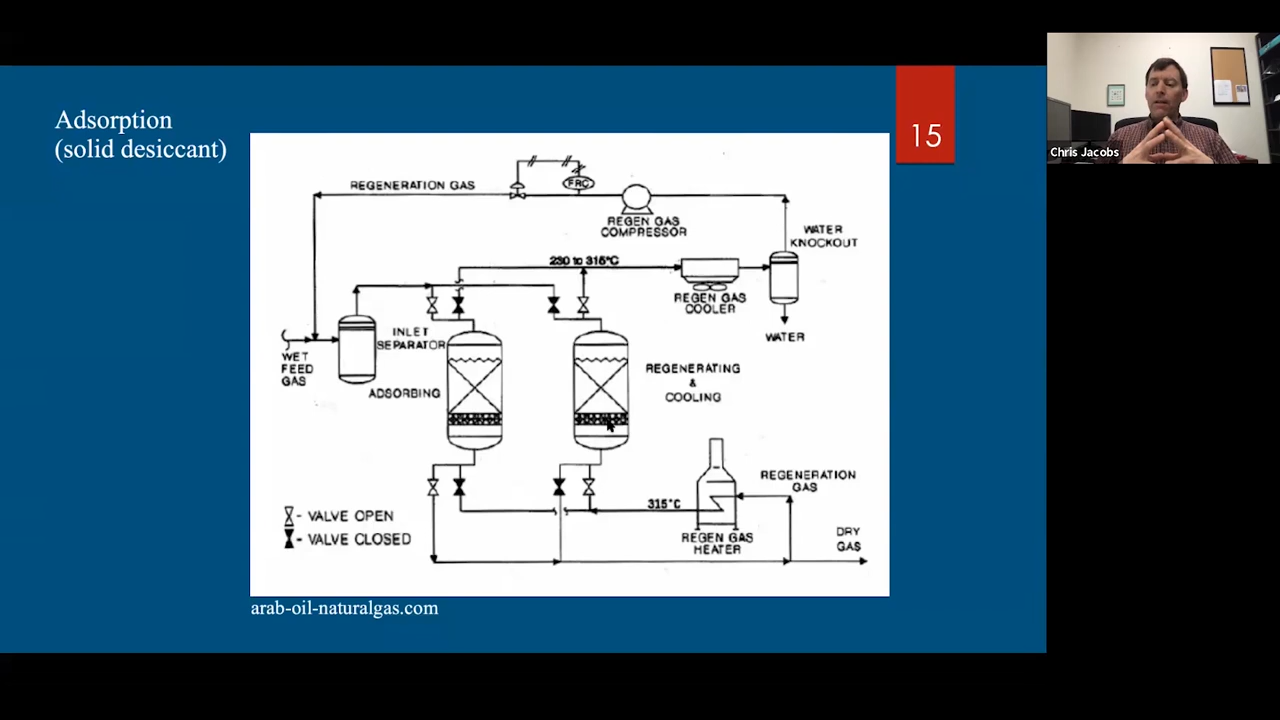 Adsorption
(solid desiccant)
15
Chris Jacobs
REGENERATION GAS
FRC
REGEN GAS
COMPRESSOR
WATER
KNOCKOUT
230 to 315°C
REGEN GAS
COOLER
WATER
INLET
SEPARATOR
WET
FEED
GAS
ADSORBING
REGENERATING
&
COOLING
REGENERATION
GAS
315°C
- VALVE OPEN
- VALVE CLOSED
REGEN GAS
HEATER
DRY
GAS
arab-oil-naturalgas.com